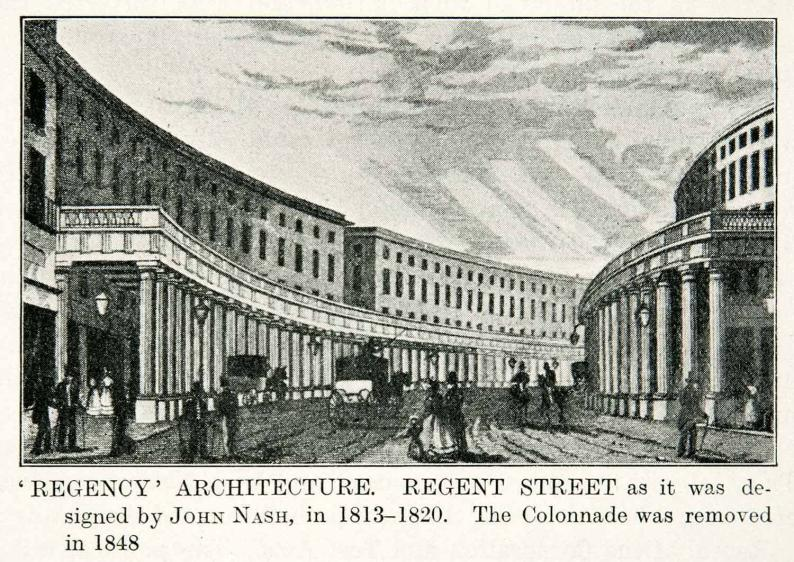 ‘REGENCY’ ARCHITECTURE. REGENT STREET as it was de-
signed by JOHN NASH, in 1813–1820. The Colonnade was removed
in 1848